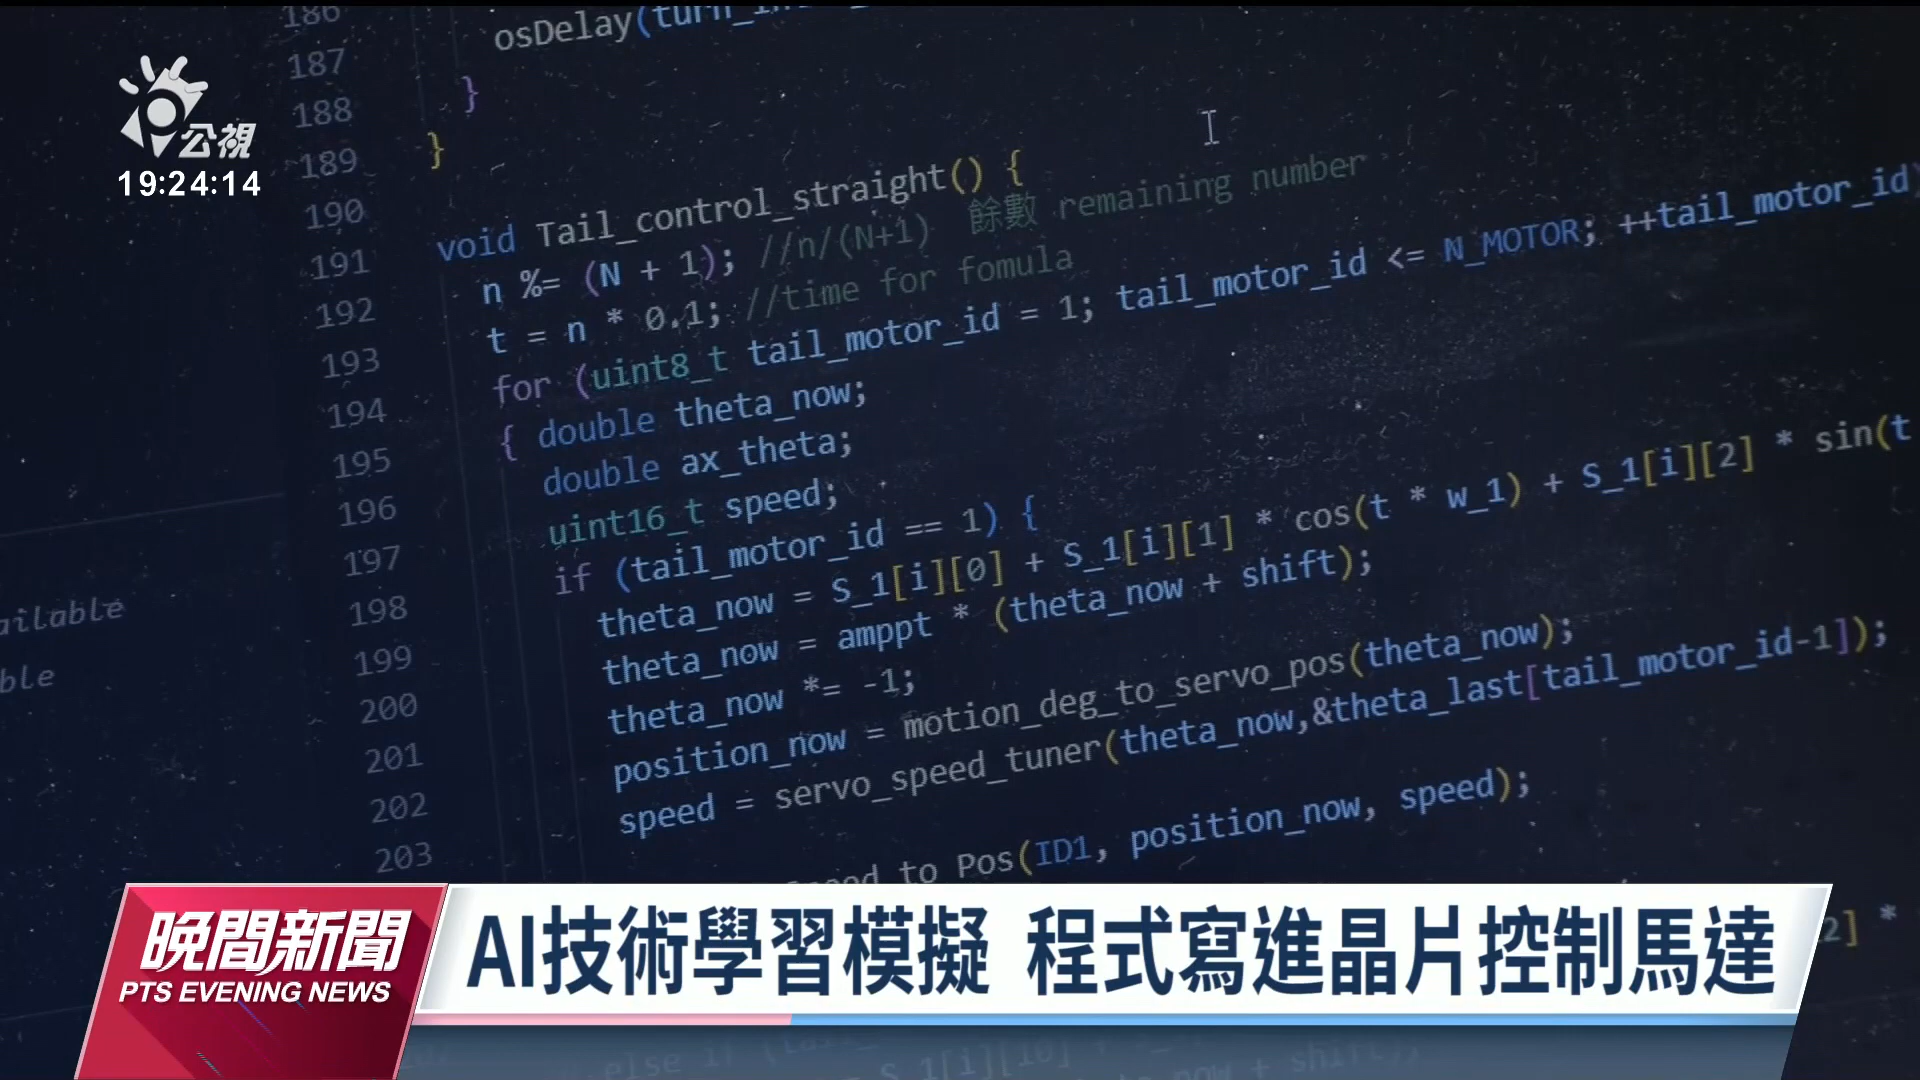 186
osDelay(
187
}
188
}
189
190
void Tail_control_straight() {
191
n %= (N + 1); //n/(N+1) 餘數 remaining number
192
t = n * 0.1; //time for fomula
193
for (uint8_t tail_motor_id = 1; tail_motor_id <= N_MOTOR; ++tail_motor_id)
194
{ double theta_now;
195
double ax_theta;
196
uint16_t speed;
197
if (tail_motor_id == 1) {
198
theta_now = S_1[i][0] + S_1[i][1] * cos(t * w_1) + S_1[i][2] * sin(t
199
theta_now = amppt * (theta_now + shift);
200
theta_now *= -1;
201
position_now = motion_deg_to_servo_pos(theta_now);
202
speed = servo_speed_tuner(theta_now,&theta_last[tail_motor_id-1]);
203
to Pos(ID1, position_now, speed);
公視
19:24:14
晚間新聞
PTS EVENING NEWS
AI技術學習模擬 程式寫進晶片控制馬達
2] *
else if
S_1[i][10]